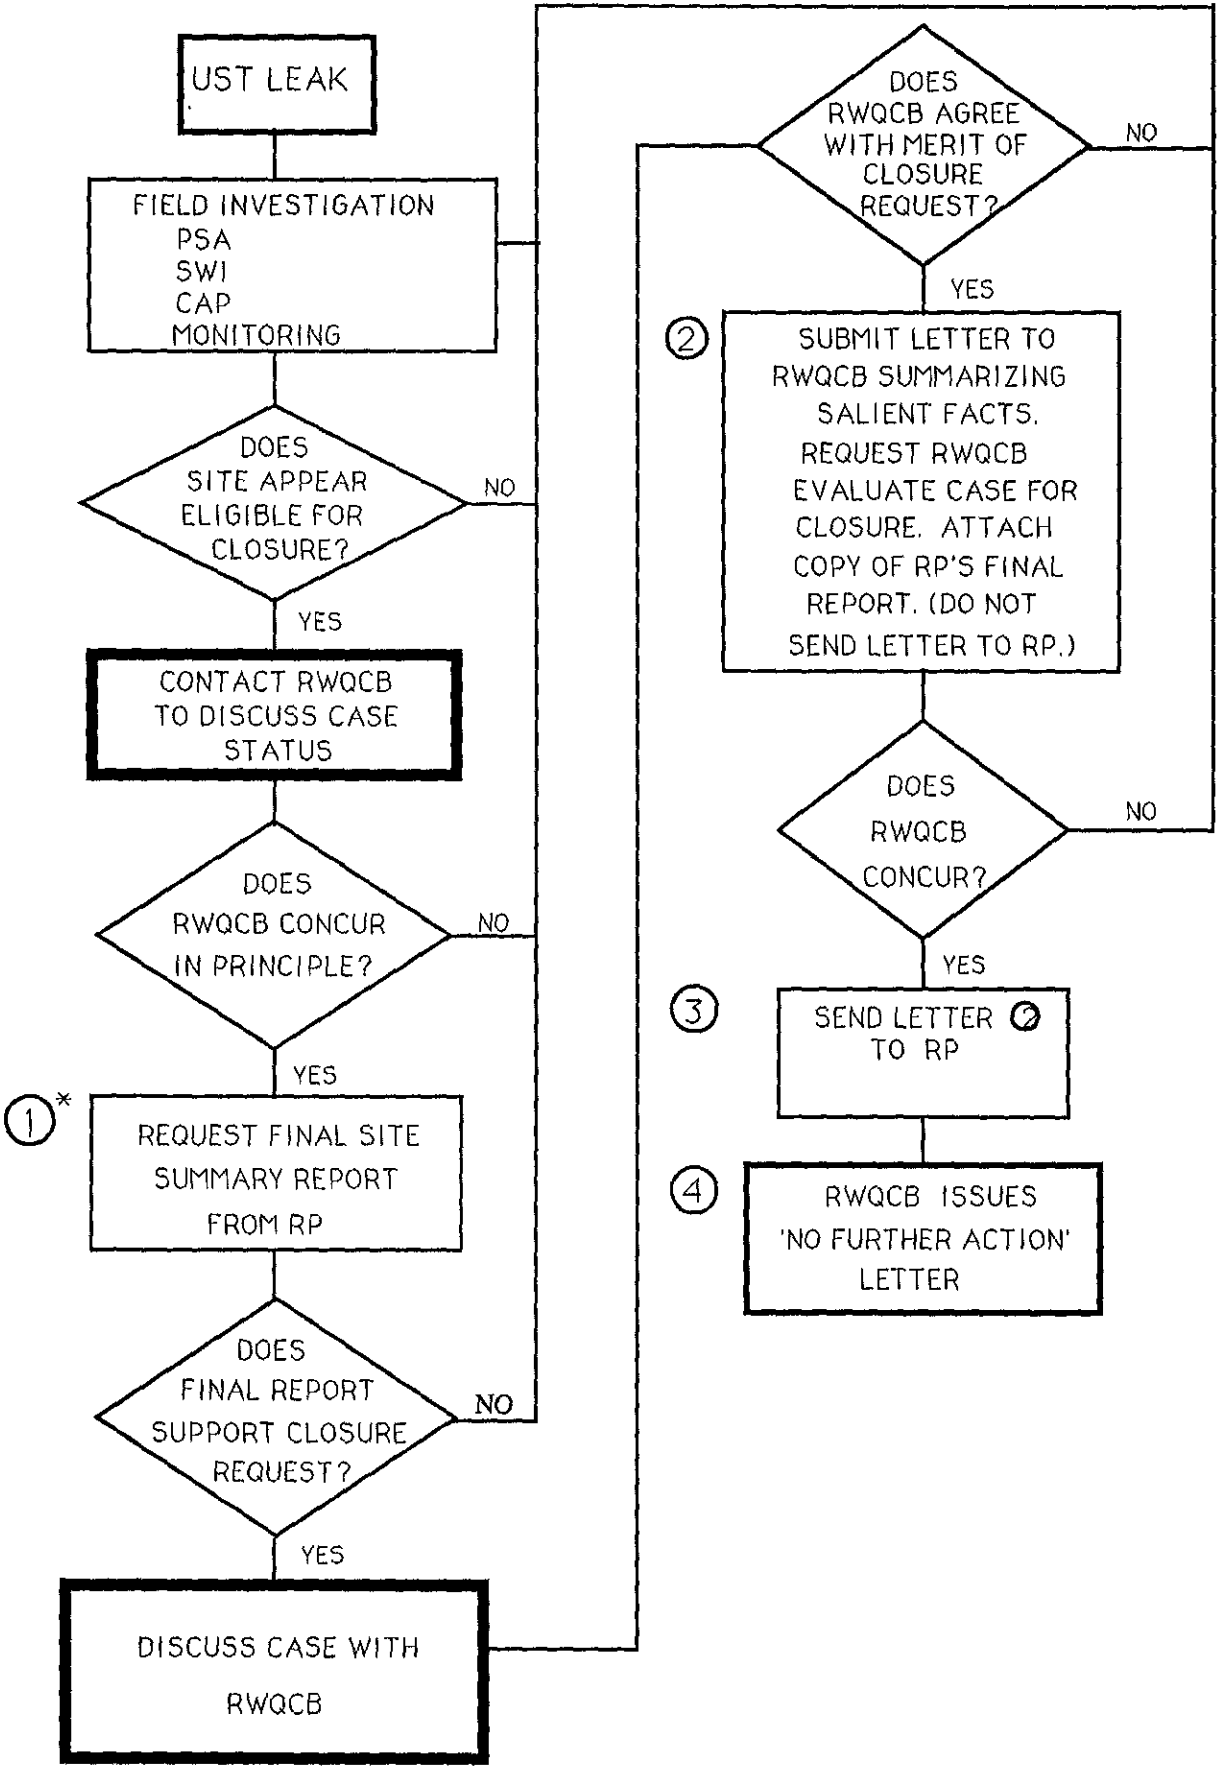 UST LEAK
FIELD INVESTIGATION
PSA
SWI
CAP
MONITORING
DOES
SITE APPEAR
ELIGIBLE FOR
CLOSURE?
NO
YES
CONTACT RWQCB
TO DISCUSS CASE
STATUS
DOES
RWQCB CONCUR
IN PRINCIPLE?
NO
YES
1*
REQUEST FINAL SITE
SUMMARY REPORT
FROM RP
DOES
FINAL REPORT
SUPPORT CLOSURE
REQUEST?
NO
YES
DISCUSS CASE WITH
RWQCB
DOES
RWQCB AGREE
WITH MERIT OF
CLOSURE
REQUEST?
NO
YES
2
SUBMIT LETTER TO
RWQCB SUMMARIZING
SALIENT FACTS.
REQUEST RWQCB
EVALUATE CASE FOR
CLOSURE. ATTACH
COPY OF RP'S FINAL
REPORT. (DO NOT
SEND LETTER TO RP.)
DOES
RWQCB
CONCUR?
NO
YES
3
SEND LETTER 2
TO RP
4
RWQCB ISSUES
'NO FURTHER ACTION'
LETTER